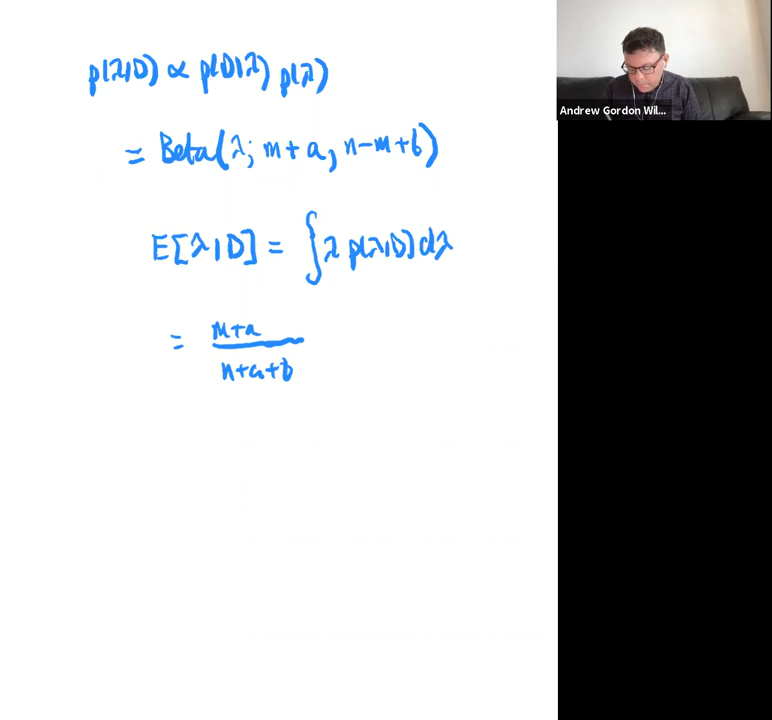 p(λ|D) ∝ p(D|λ) p(λ)
= Beta(λ; m+a, n-m+b)
E[λ|D] = ∫ λ p(λ|D) dλ
= m+a
n+a+b
Andrew Gordon Wil...